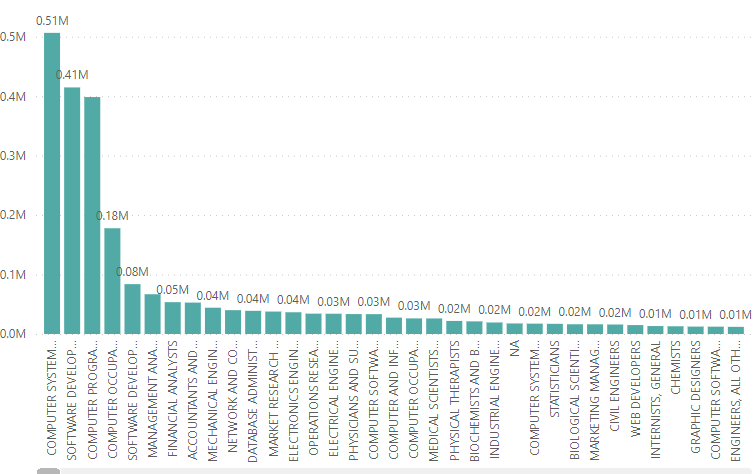 0.51M
0.5M
0.41M
0.4M
0.3M
0.2M
0.18M
0.1M
0.08M
0.05M
0.04M
0.04M
0.04M
0.03M
0.03M
0.03M
0.02M
0.02M
0.02M
0.02M
0.02M
0.01M
0.01M
0.01M
0.0M
COMPUTER SYSTEM...
SOFTWARE DEVELOP...
COMPUTER PROGRA...
COMPUTER OCCUPA...
SOFTWARE DEVELOP...
MANAGEMENT ANA...
FINANCIAL ANALYSTS
ACCOUNTANTS AND...
MECHANICAL ENGIN...
NETWORK AND CO...
DATABASE ADMINIST...
MARKET RESEARCH ...
ELECTRONICS ENGIN...
OPERATIONS RESEA...
ELECTRICAL ENGINE...
PHYSICIANS AND SU...
COMPUTER SOFTWA...
COMPUTER AND INF...
COMPUTER OCCUPA...
MEDICAL SCIENTISTS...
PHYSICAL THERAPISTS
BIOCHEMISTS AND B...
INDUSTRIAL ENGINE...
NA
COMPUTER SYSTEM...
STATISTICIANS
BIOLOGICAL SCIENTI...
MARKETING MANAG...
CIVIL ENGINEERS
WEB DEVELOPERS
INTERNISTS, GENERAL
CHEMISTS
GRAPHIC DESIGNERS
COMPUTER SOFTWA...
ENGINEERS, ALL OTH...